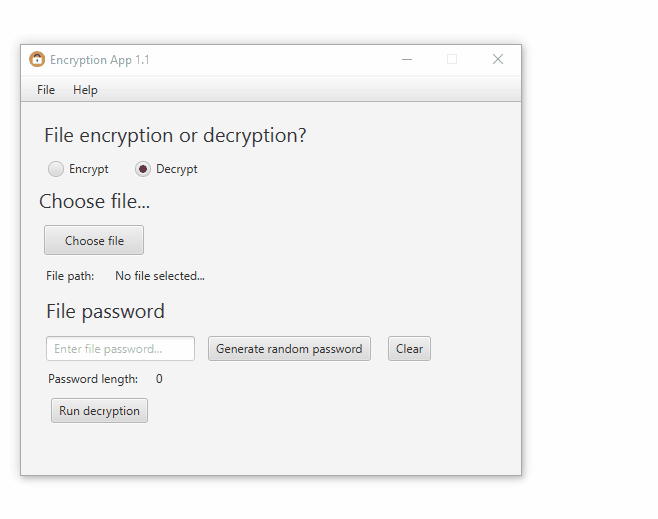 Encryption App 1.1
File Help
File encryption or decryption?
Encrypt Decrypt
Choose file...
Choose file
File path: No file selected...
File password
Enter file password... Generate random password Clear
Password length: 0
Run decryption